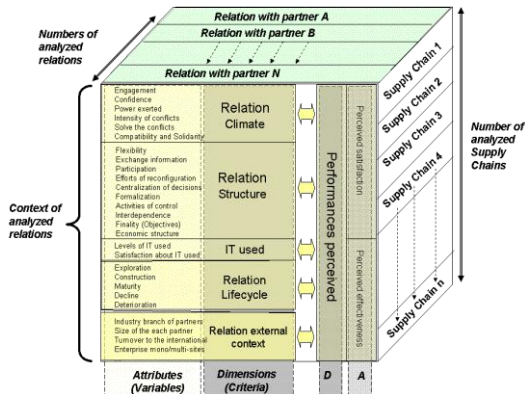 Numbers of
analyzed
relations
Relation with partner A
Relation with partner B
Relation with partner N
Supply Chain 1
Supply Chain 2
Supply Chain 3
Supply Chain 4
Supply Chain n
Number of
analyzed
Supply
Chains
Context of
analyzed
relations
Engagement
Confidence
Power exerted
Intensity of conflicts
Solve the conflicts
Compatibility and Solidarity
Relation
Climate
Flexibility
Exchange information
Participation
Efforts of reconfiguration
Centralization of decisions
Formalization
Activities of control
Interdependence
Finality (Objectives)
Economic structure
Relation
Structure
Levels of IT used
Satisfaction about IT used
IT used
Exploration
Construction
Maturity
Decline
Deterioration
Relation
Lifecycle
Industry branch of partners
Size of the each partner
Turnover to the international
Enterprise mono/multi-sites
Relation external
context
Performances perceived
Perceived satisfaction
Perceived effectiveness
Attributes
(Variables)
Dimensions
(Criteria)
D
A